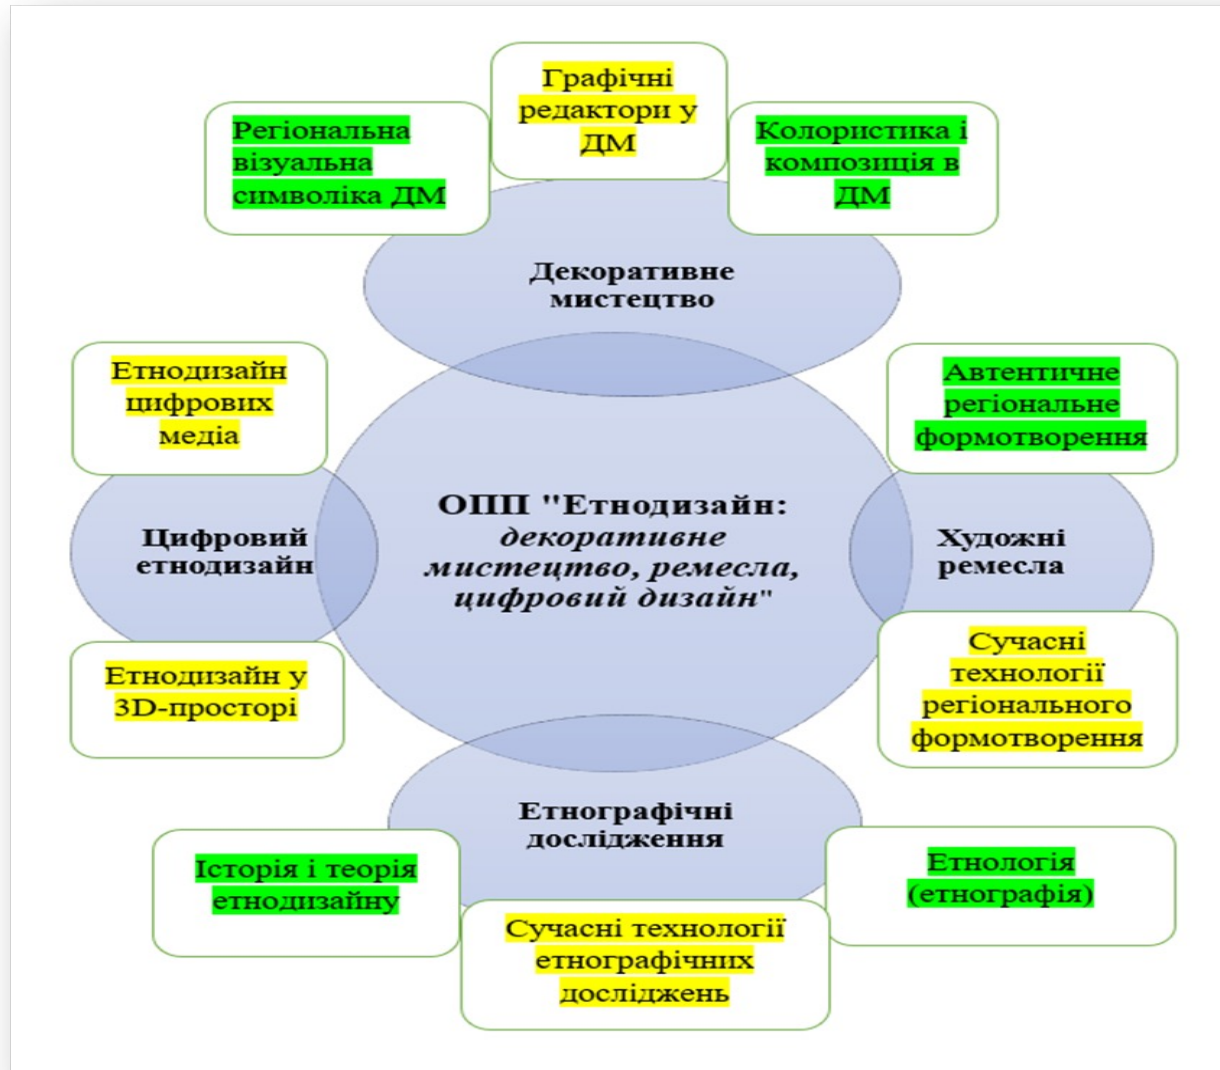 Графічні
редактори у
ДМ
Регіональна
візуальна
символіка ДМ
Колористика і
композиція в
ДМ
Декоративне
мистецтво
Етнодизайн
цифрових
медіа
Автентичне
регіональне
формотворення
Цифровий
етнодизайн
ОПП "Етнодизайн:
декоративне
мистецтво, ремесла,
цифровий дизайн"
Художні
ремесла
Етнодизайн у
3D-просторі
Сучасні
технології
регіонального
формотворення
Етнографічні
дослідження
Історія і теорія
етнодизайну
Етнологія
(етнографія)
Сучасні технології
етнографічних
досліджень